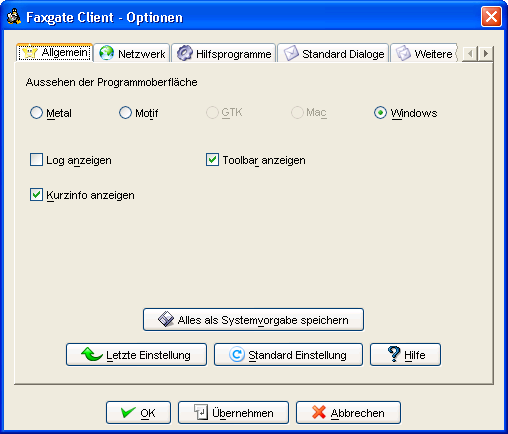 Faxgate Client - Optionen
Allgemein Netzwerk Hilfsprogramme Standard Dialoge Weitere
Aussehen der Programmoberfläche
Metal Motif GTK Mac Windows
Log anzeigen Toolbar anzeigen
Kurzinfo anzeigen
Alles als Systemvorgabe speichern
Letzte Einstellung Standard Einstellung Hilfe
OK Übernehmen Abbrechen